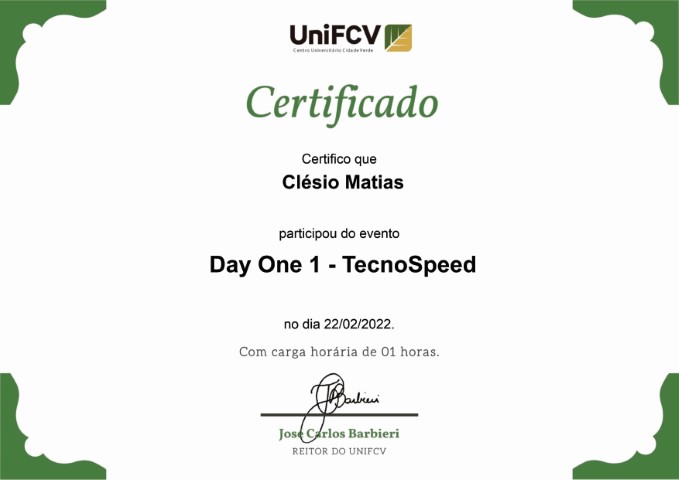 UniFCV
Centro Universitário Cidade Verde
Certificado
Certifico que
Clésio Matias
participou do evento
Day One 1 - TecnoSpeed
no dia 22/02/2022.
Com carga horária de 01 horas.
Barbieri
José Carlos Barbieri
REITOR DO UNIFCV